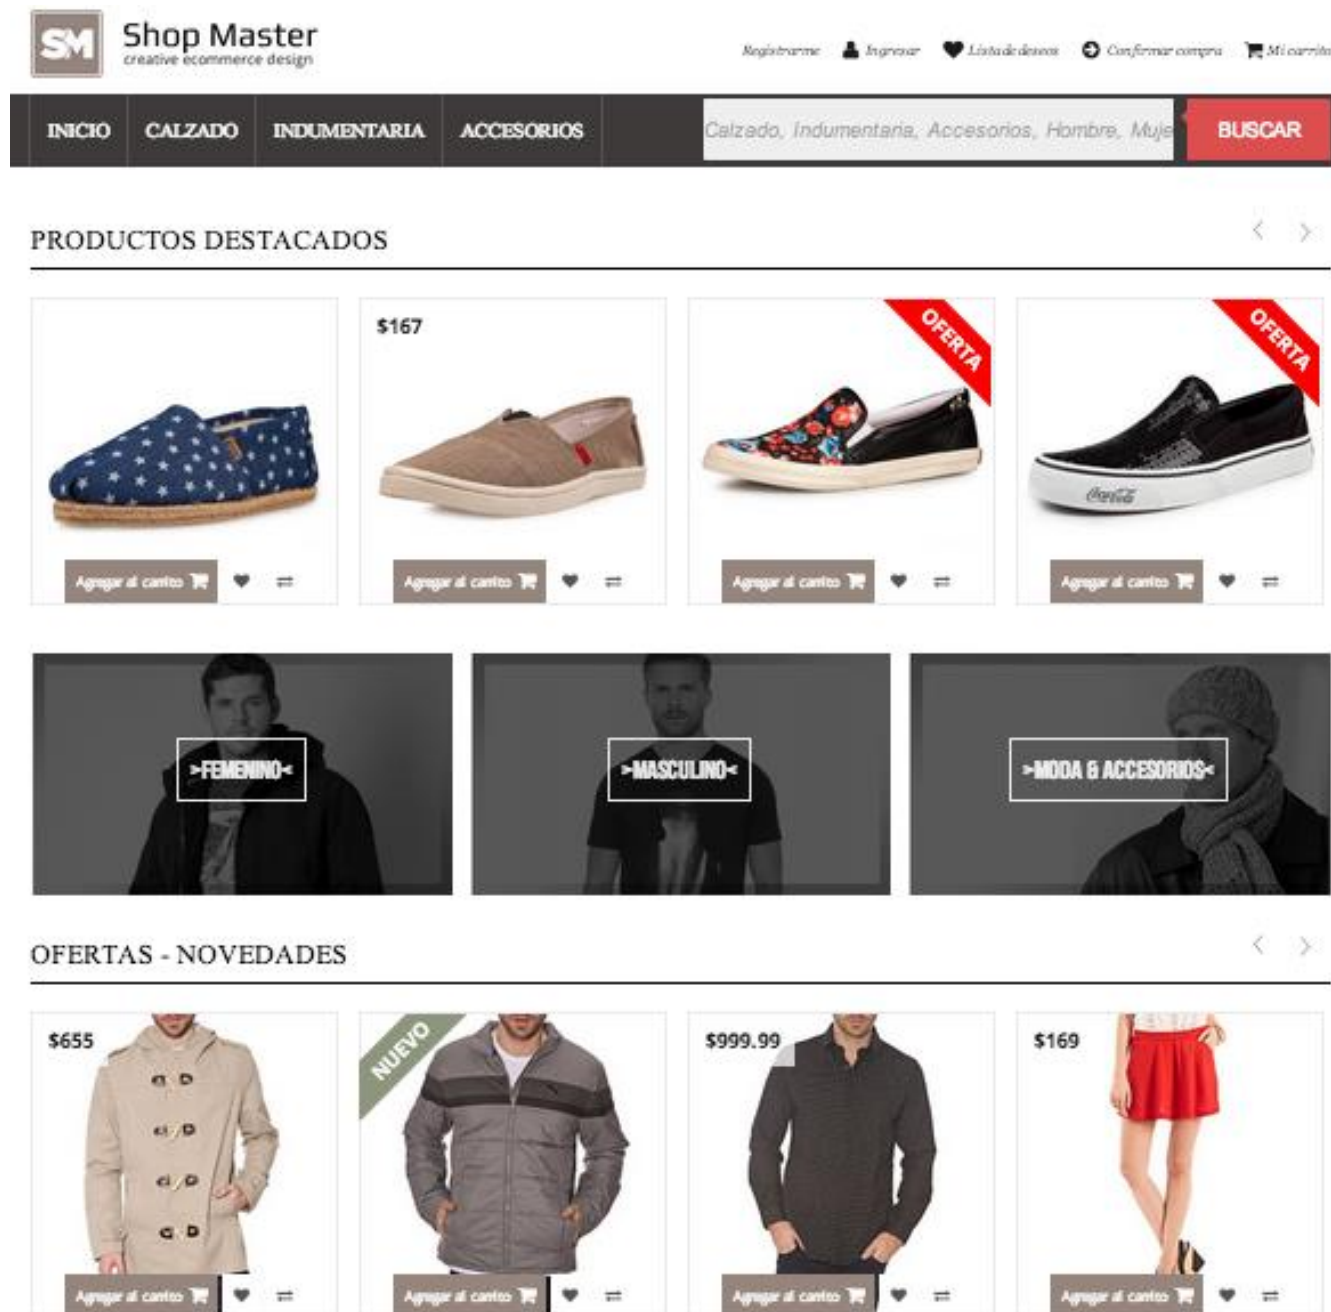 SM
Shop Master
creative ecommerce design
Registrarme Ingresar Lista de deseos Confirmar compra Mi carrito
INICIO CALZADO INDUMENTARIA ACCESORIOS
Calzado, Indumentaria, Accesorios, Hombre, Muje
BUSCAR
PRODUCTOS DESTACADOS
$167
OFERTA
OFERTA
Coca-Cola
Agregar al carrito
Agregar al carrito
Agregar al carrito
Agregar al carrito
>FEMENINO<
>MASCULINO<
>MODA & ACCESORIOS<
OFERTAS - NOVEDADES
$655
NUEVO
$999.99
$169
Agregar al carrito
Agregar al carrito
Agregar al carrito
Agregar al carrito